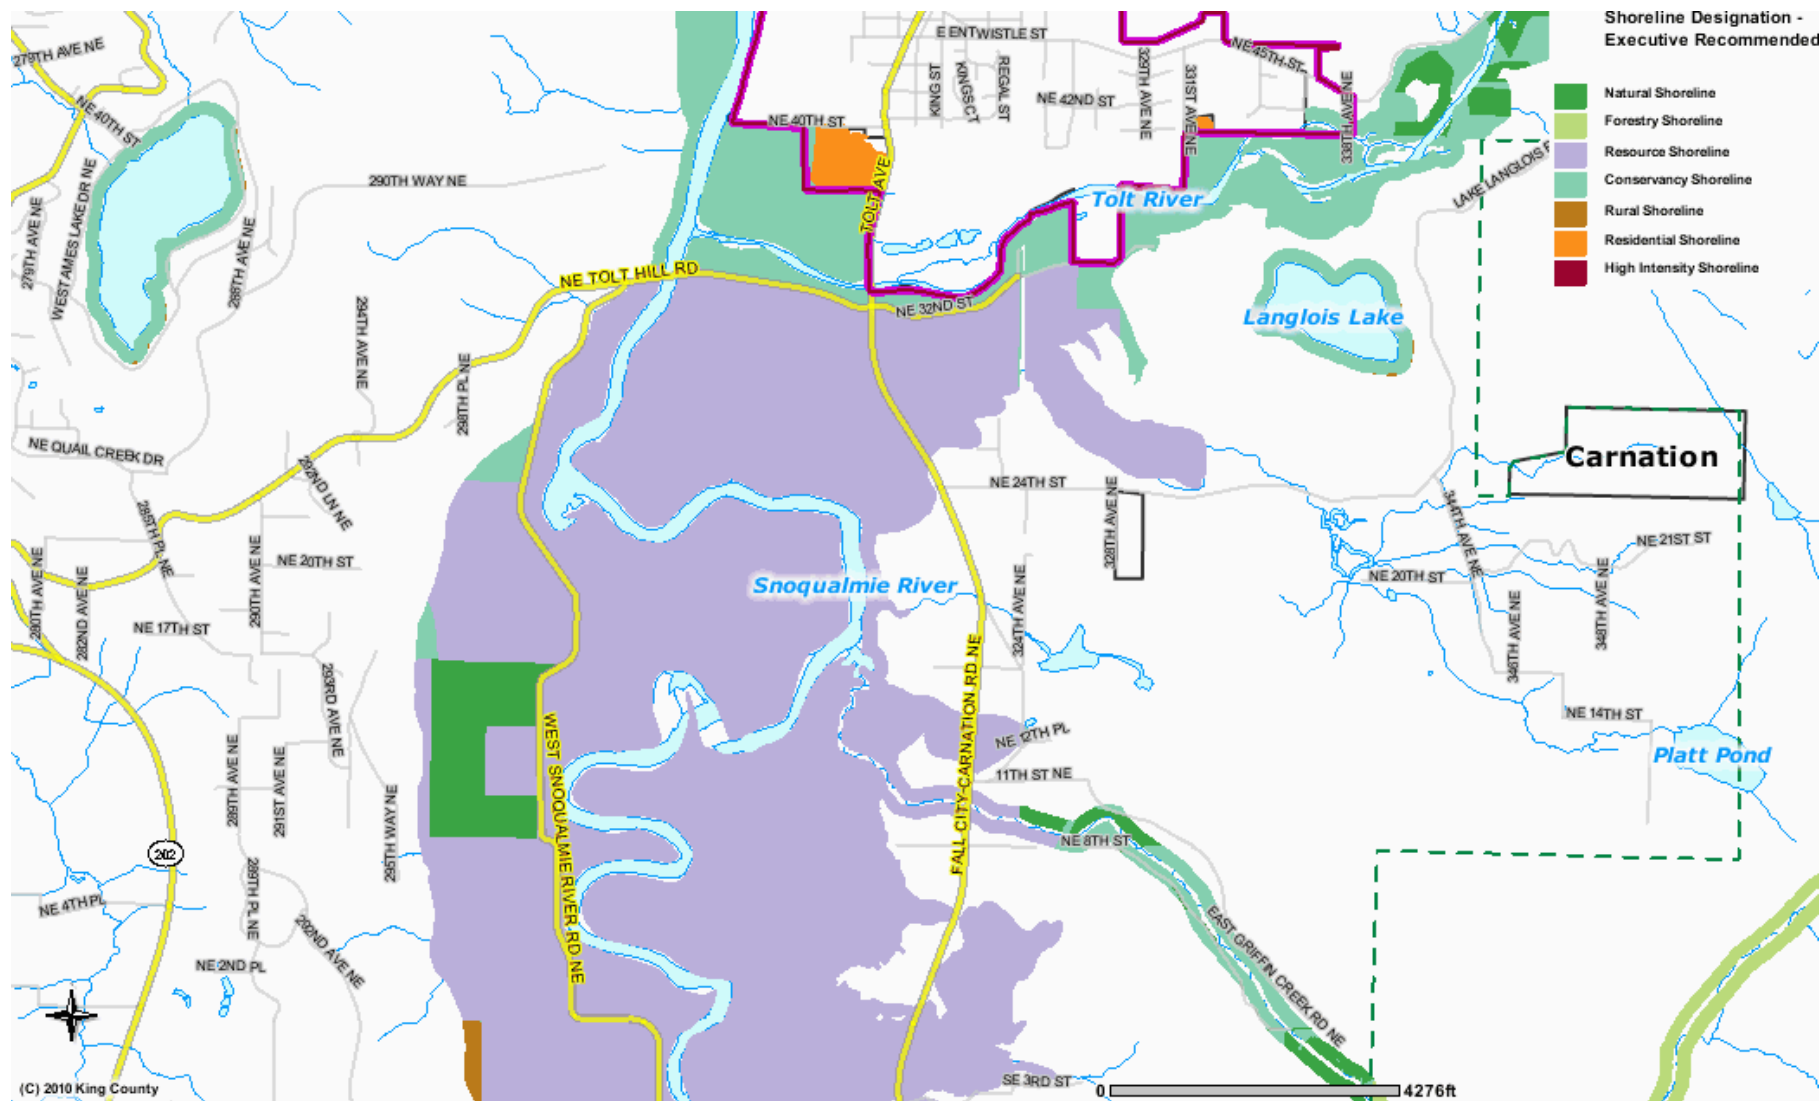 Shoreline Designation -
Executive Recommended
Natural Shoreline
Forestry Shoreline
Resource Shoreline
Conservancy Shoreline
Rural Shoreline
Residential Shoreline
High Intensity Shoreline
279TH AVE NE
NE 40TH ST
WEST AMES LAKE DR NE
279TH AVE NE
288TH AVE NE
290TH WAY NE
294TH AVE NE
298TH PL NE
NE TOLT HILL RD
NE 40TH ST
TOLT AVE
E ENTWISTLE ST
KING ST
KINGS CT
REGAL ST
NE 42ND ST
329TH AVE NE
331ST AVE NE
NE 45TH ST
338TH AVE NE
Tolt River
NE 32ND ST
Langlois Lake
Carnation
NE QUAIL CREEK DR
292ND LN NE
285TH PL NE
NE 24TH ST
328TH AVE NE
344TH AVE NE
NE 21ST ST
NE 20TH ST
280TH AVE NE
282ND AVE NE
290TH AVE NE
NE 20TH ST
NE 17TH ST
Snoqualmie River
324TH AVE NE
346TH AVE NE
348TH AVE NE
293RD AVE NE
NE 14TH ST
Platt Pond
WEST SNOQUALMIE RIVER RD NE
FALL CITY-CARNATION RD NE
NE 12TH PL
11TH ST NE
NE 8TH ST
289TH AVE NE
291ST AVE NE
295TH WAY NE
202
NE 4TH PL
289TH PL NE
292ND AVE NE
NE 2ND PL
EAST GRIFFIN CREEK RD NE
SE 3RD ST
(C) 2010 King County
0 4276ft